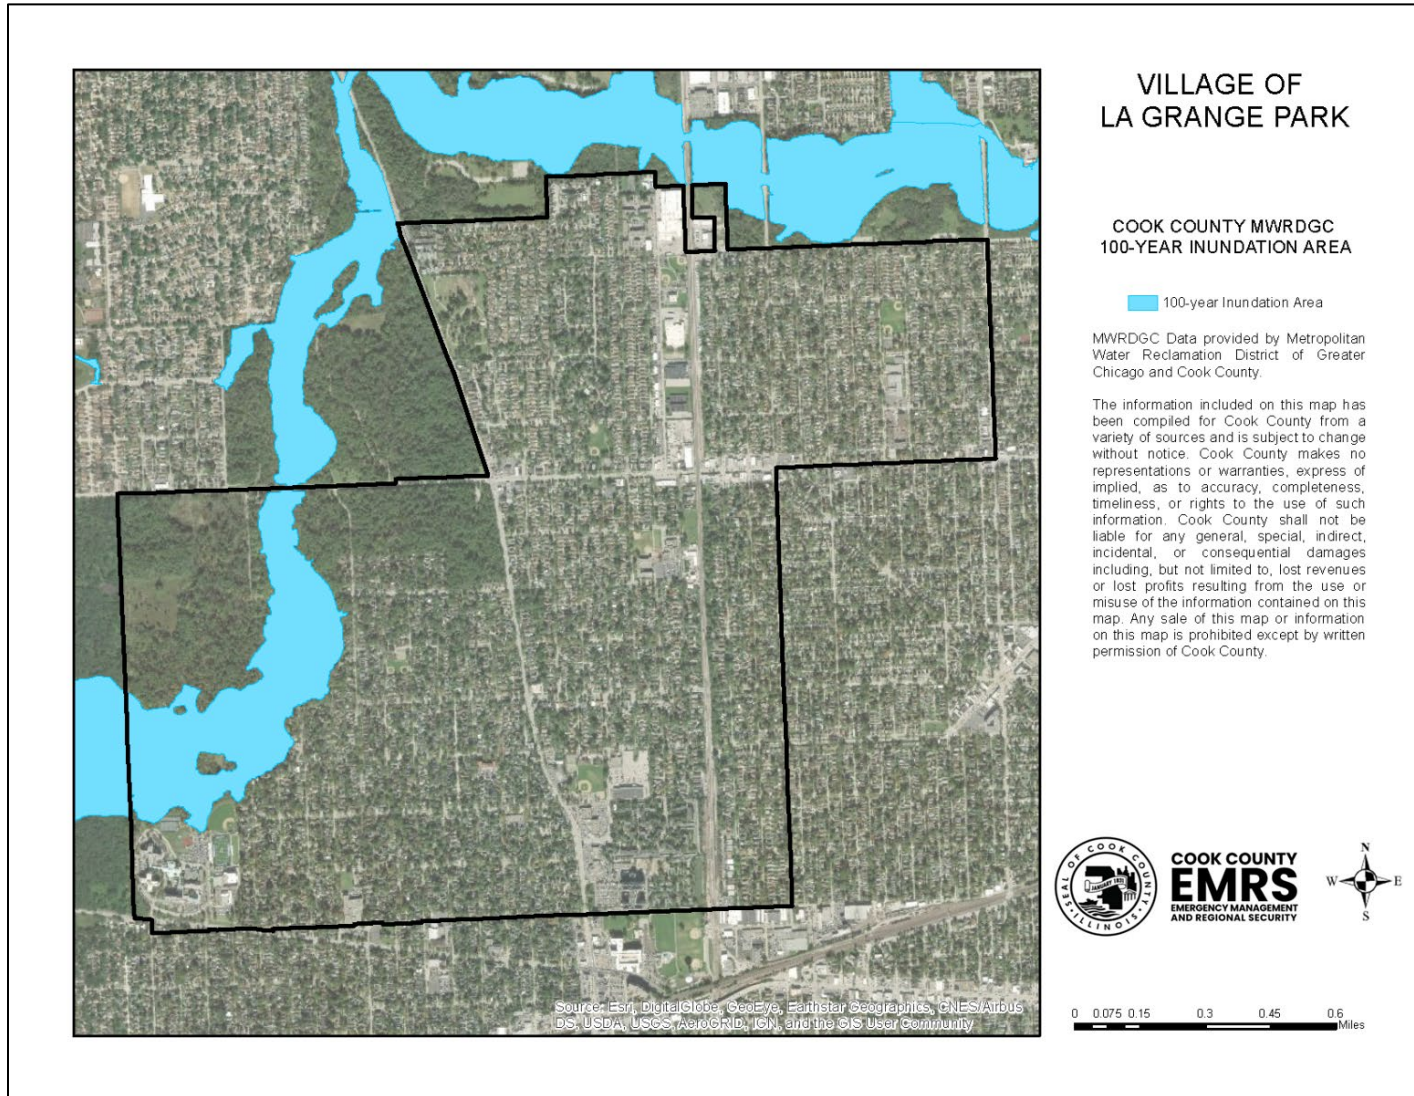 VILLAGE OF
LA GRANGE PARK
COOK COUNTY MWRDGC
100-YEAR INUNDATION AREA
100-year Inundation Area
MWRDGC Data provided by Metropolitan
Water Reclamation District of Greater
Chicago and Cook County.
The information included on this map has
been compiled for Cook County from a
variety of sources and is subject to change
without notice. Cook County makes no
representations or warranties, express of
implied, as to accuracy, completeness,
timeliness, or rights to the use of such
information. Cook County shall not be
liable for any general, special, indirect,
incidental, or consequential damages
including, but not limited to, lost revenues
or lost profits resulting from the use or
misuse of the information contained on this
map. Any sale of this map or information
on this map is prohibited except by written
permission of Cook County.
SEAL OF COOK COUNTY
JANUARY 1831
ILLINOIS
COOK COUNTY
EMRS
EMERGENCY MANAGEMENT
AND REGIONAL SECURITY
N
W E
S
0 0.075 0.15 0.3 0.45 0.6
Miles
Source: Esri, DigitalGlobe, GeoEye, Earthstar Geographics, CNES/Airbus
DS, USDA, USGS, AeroGRID, IGN, and the GIS User Community